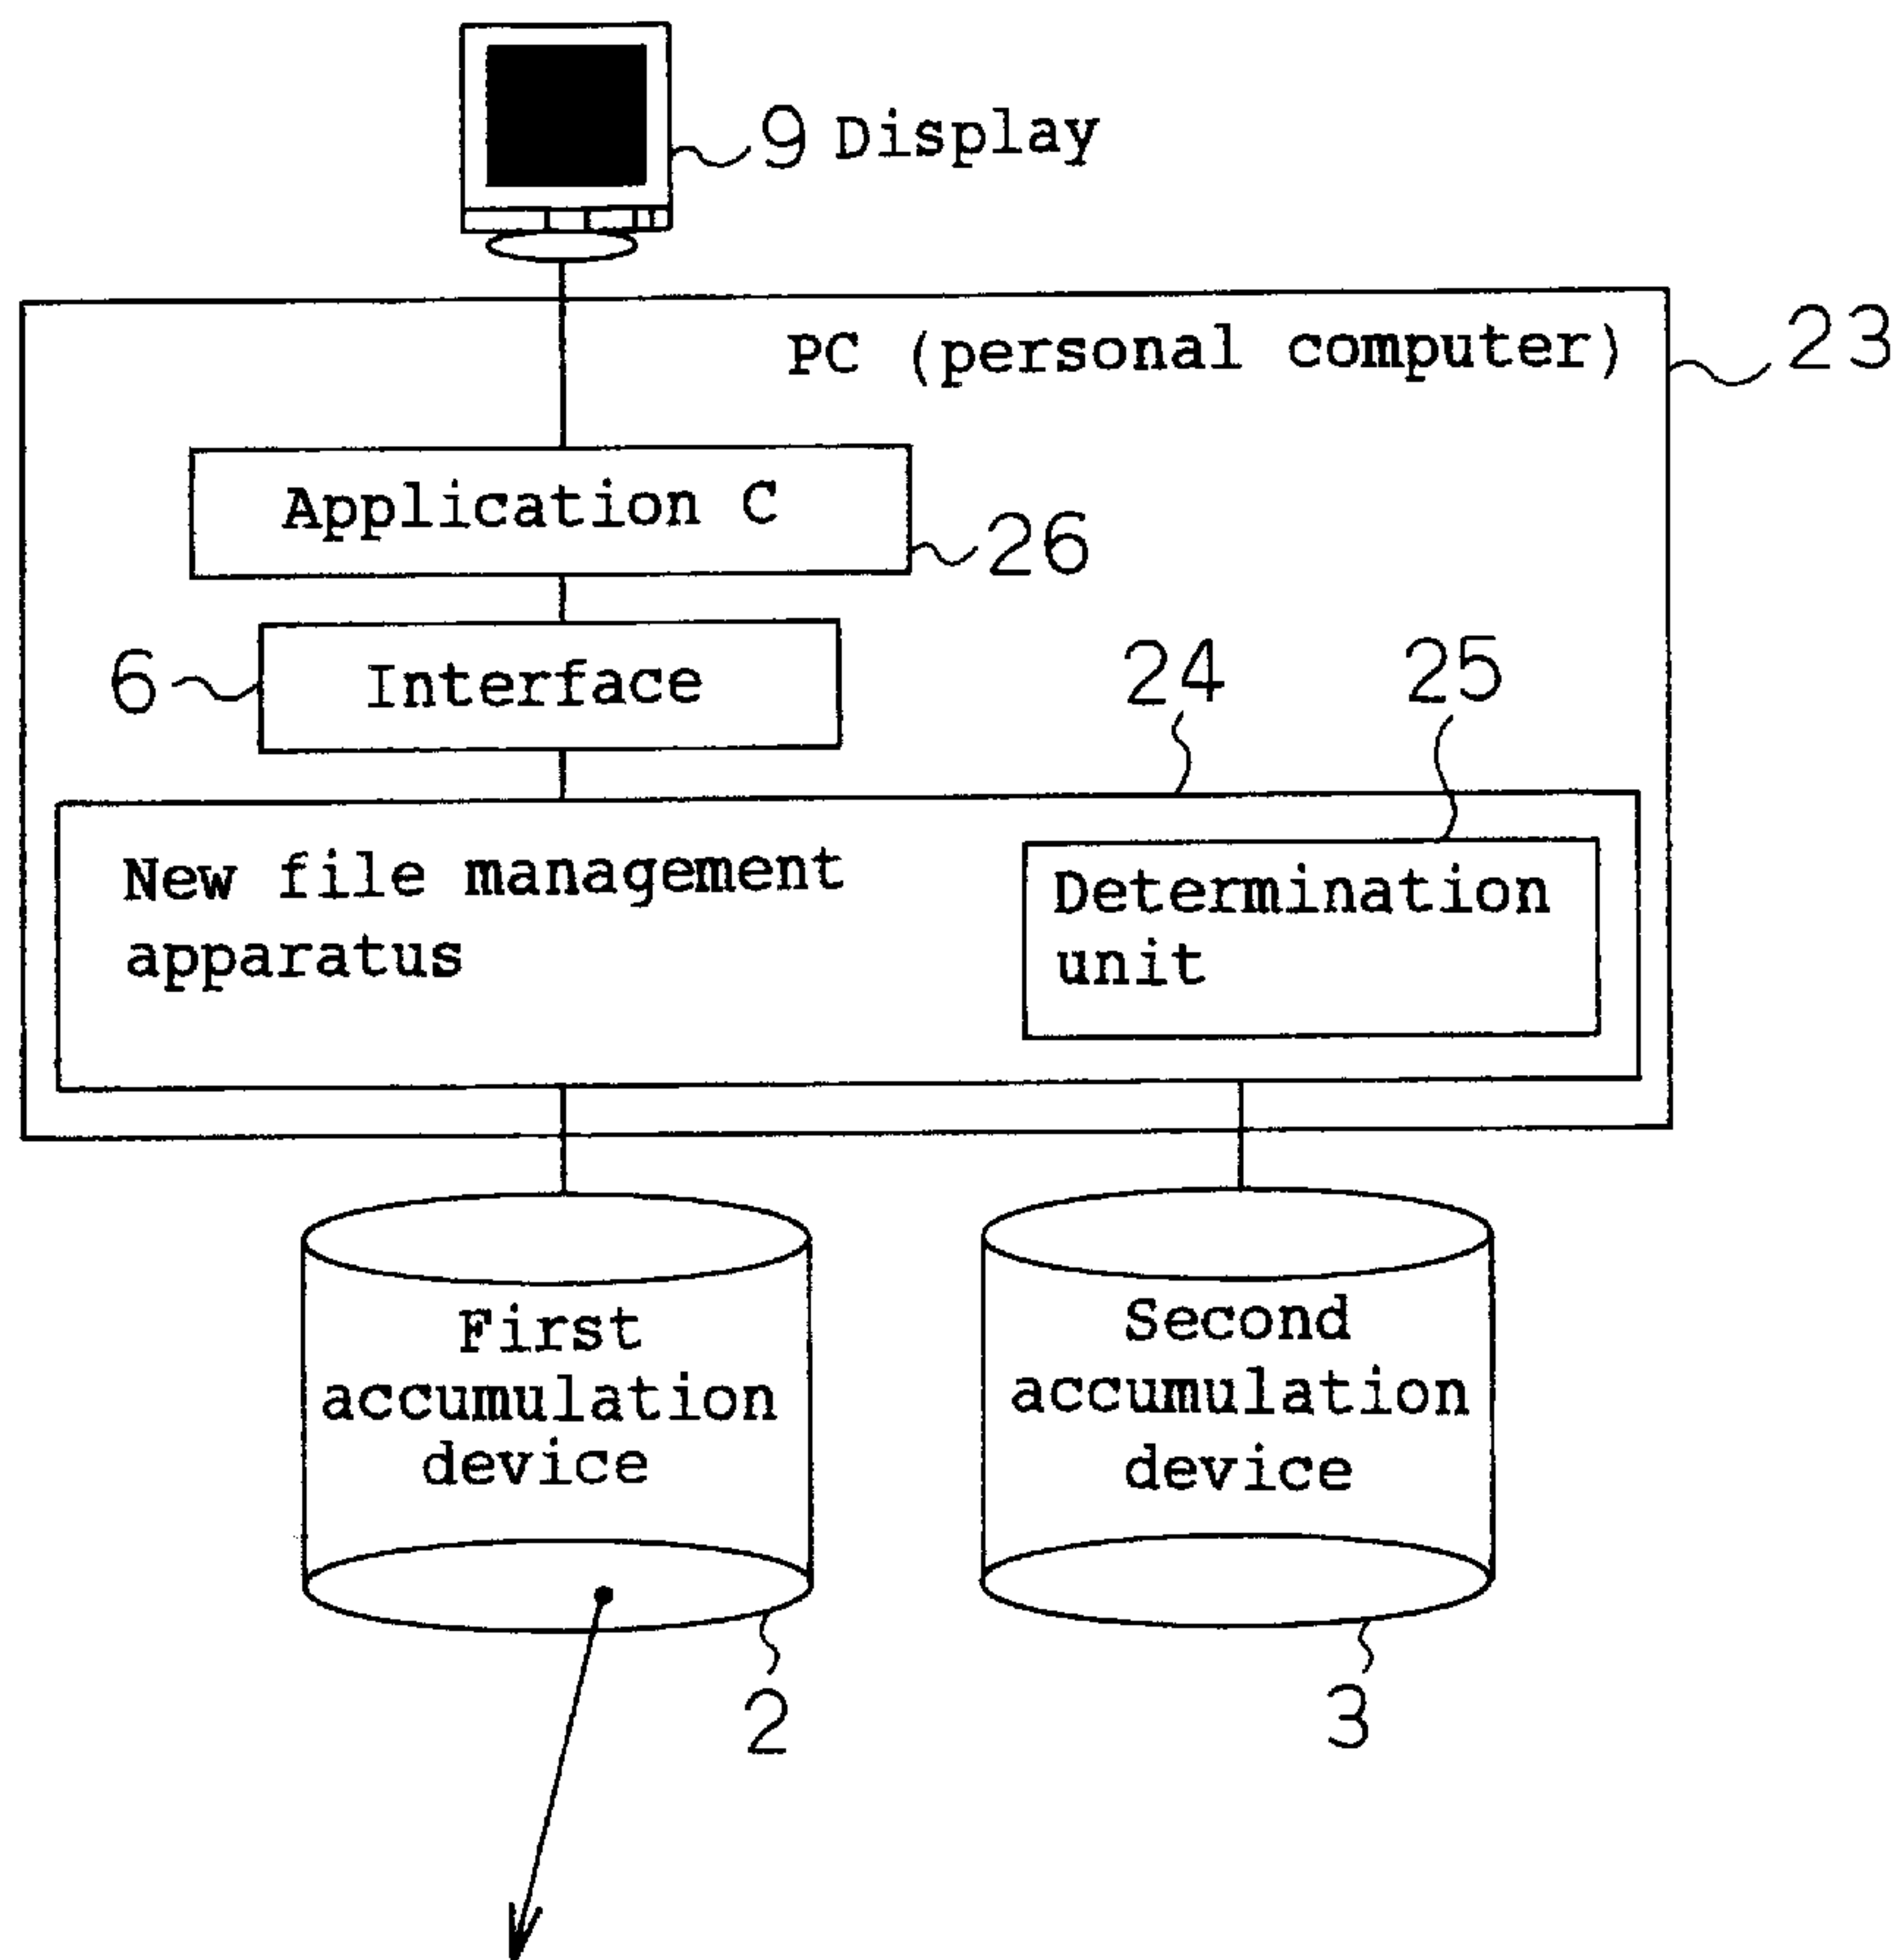 9 Display
PC (personal computer)
23
Application C
26
6
Interface
24
25
New file management
apparatus
Determination
unit
First
accumulation
device
Second
accumulation
device
2
3